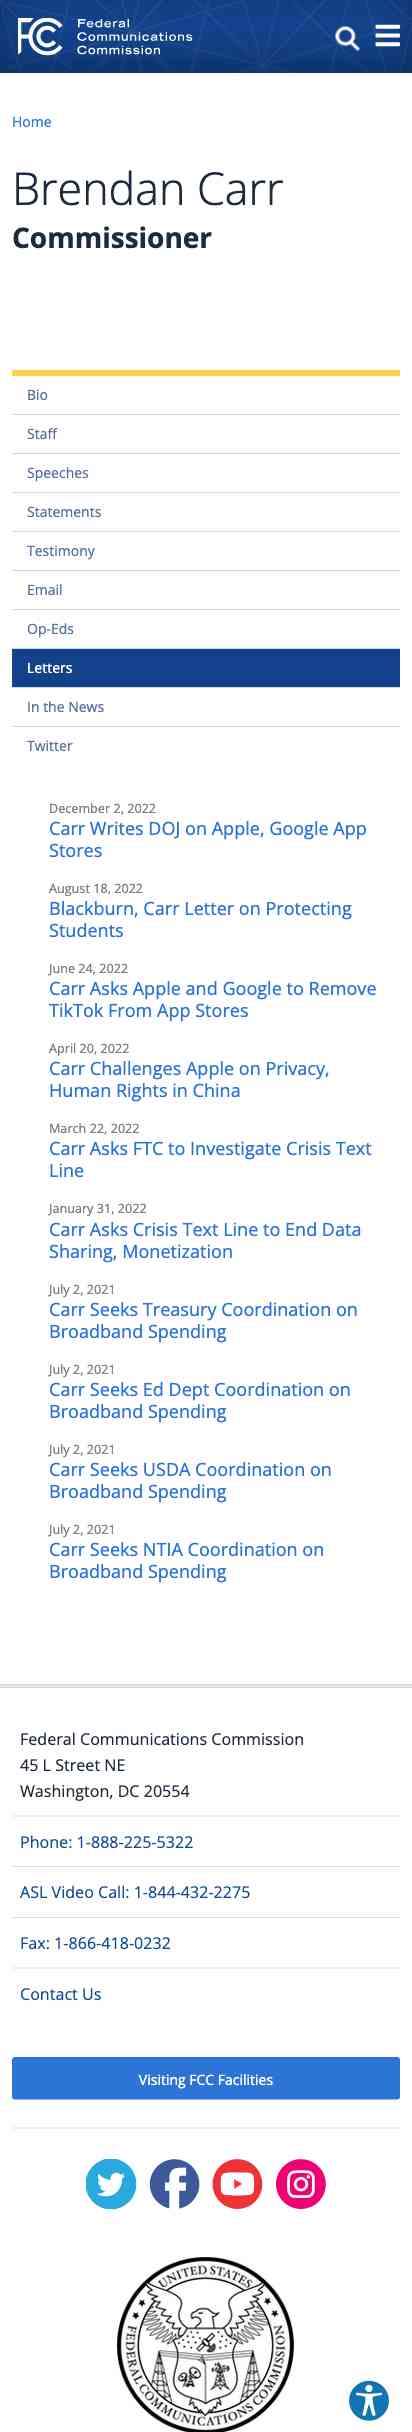 FCC
Federal
Communications
Commission
Home
Brendan Carr
Commissioner
Bio
Staff
Speeches
Statements
Testimony
Email
Op-Eds
Letters
In the News
Twitter
December 2, 2022
Carr Writes DOJ on Apple, Google App
Stores
August 18, 2022
Blackburn, Carr Letter on Protecting
Students
June 24, 2022
Carr Asks Apple and Google to Remove
TikTok From App Stores
April 20, 2022
Carr Challenges Apple on Privacy,
Human Rights in China
March 22, 2022
Carr Asks FTC to Investigate Crisis Text
Line
January 31, 2022
Carr Asks Crisis Text Line to End Data
Sharing, Monetization
July 2, 2021
Carr Seeks Treasury Coordination on
Broadband Spending
July 2, 2021
Carr Seeks Ed Dept Coordination on
Broadband Spending
July 2, 2021
Carr Seeks USDA Coordination on
Broadband Spending
July 2, 2021
Carr Seeks NTIA Coordination on
Broadband Spending
Federal Communications Commission
45 L Street NE
Washington, DC 20554
Phone: 1-888-225-5322
ASL Video Call: 1-844-432-2275
Fax: 1-866-418-0232
Contact Us
Visiting FCC Facilities
UNITED STATES
FEDERAL COMMUNICATIONS COMMISSION